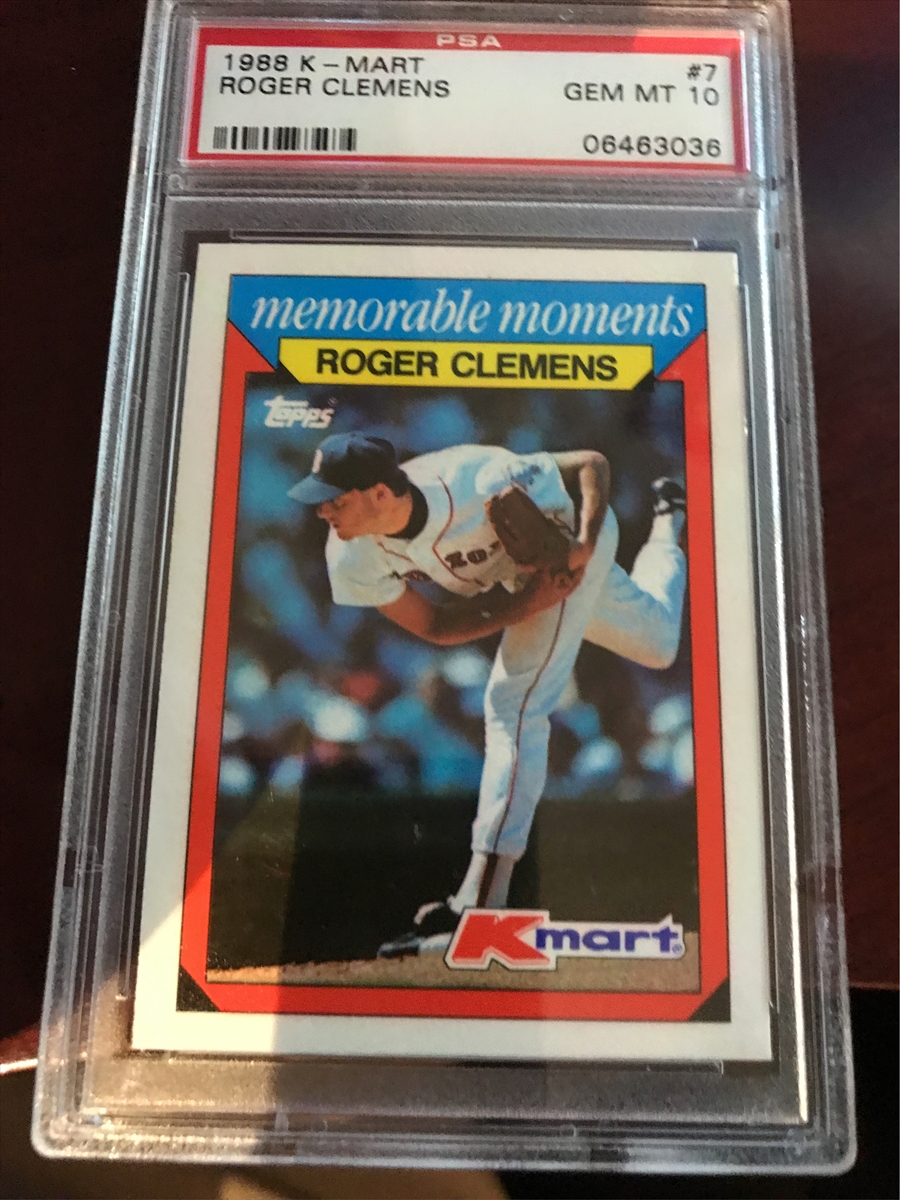 PSA
1988 K-MART #7
ROGER CLEMENS GEM MT 10
06463036
memorable moments
ROGER CLEMENS
Topps
Kmart